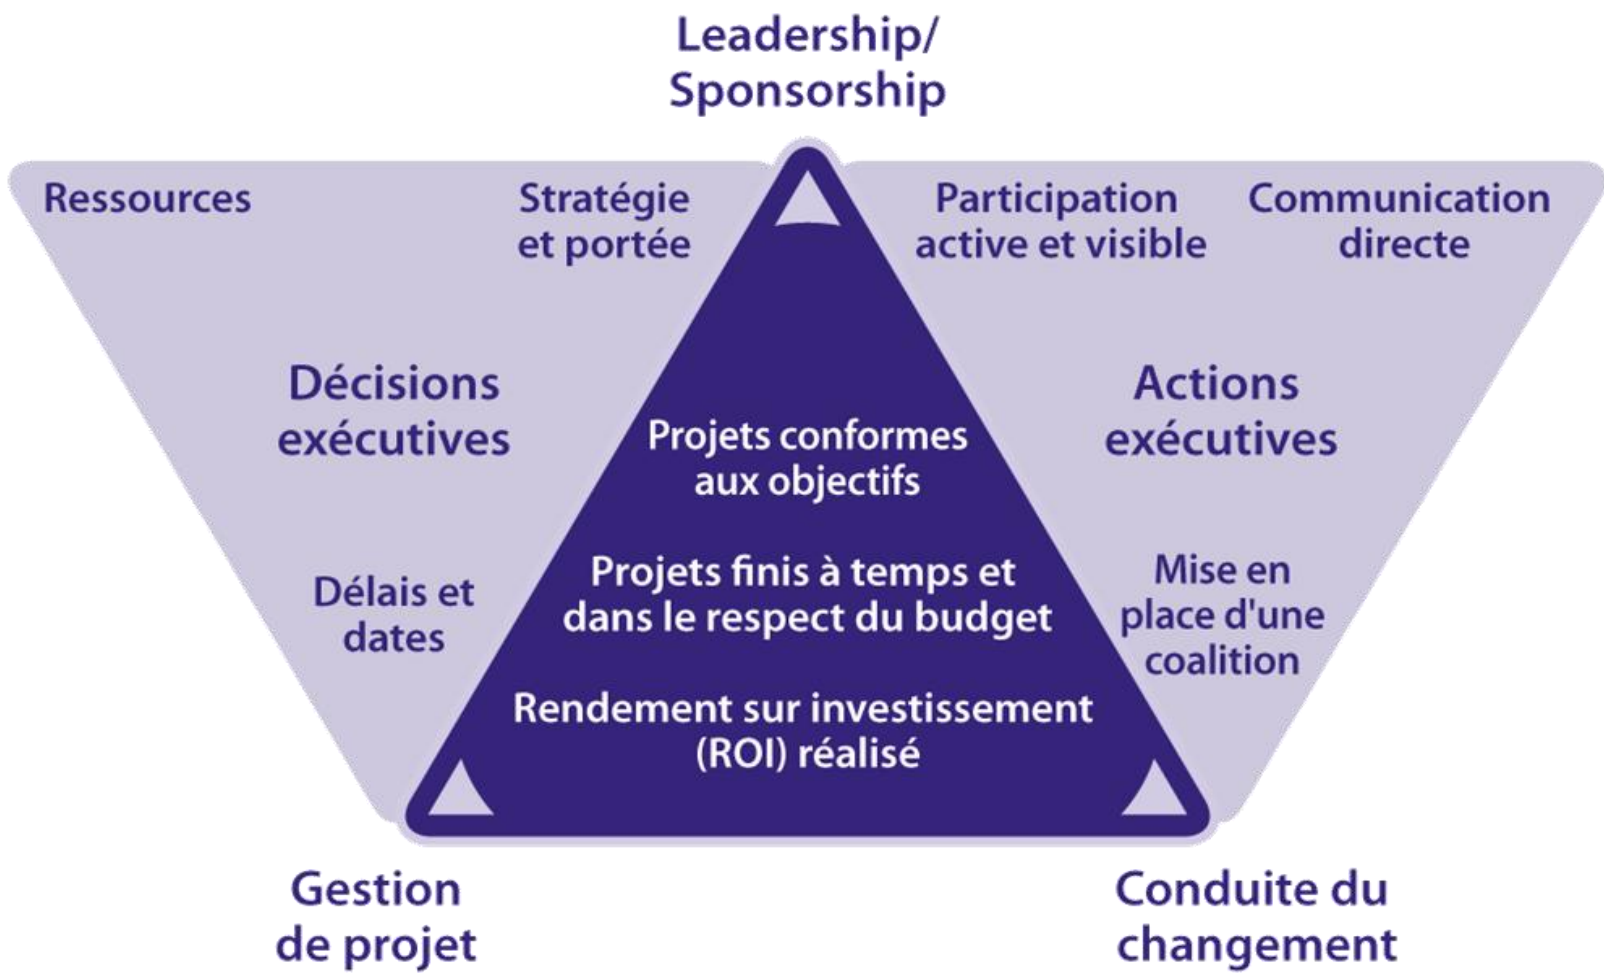 Leadership/
Sponsorship
Ressources
Stratégie
et portée
Participation
active et visible
Communication
directe
Décisions
exécutives
Actions
exécutives
Projets conformes
aux objectifs
Délais et
dates
Projets finis à temps et
dans le respect du budget
Mise en
place d'une
coalition
Rendement sur investissement
(ROI) réalisé
Gestion
de projet
Conduite du
changement